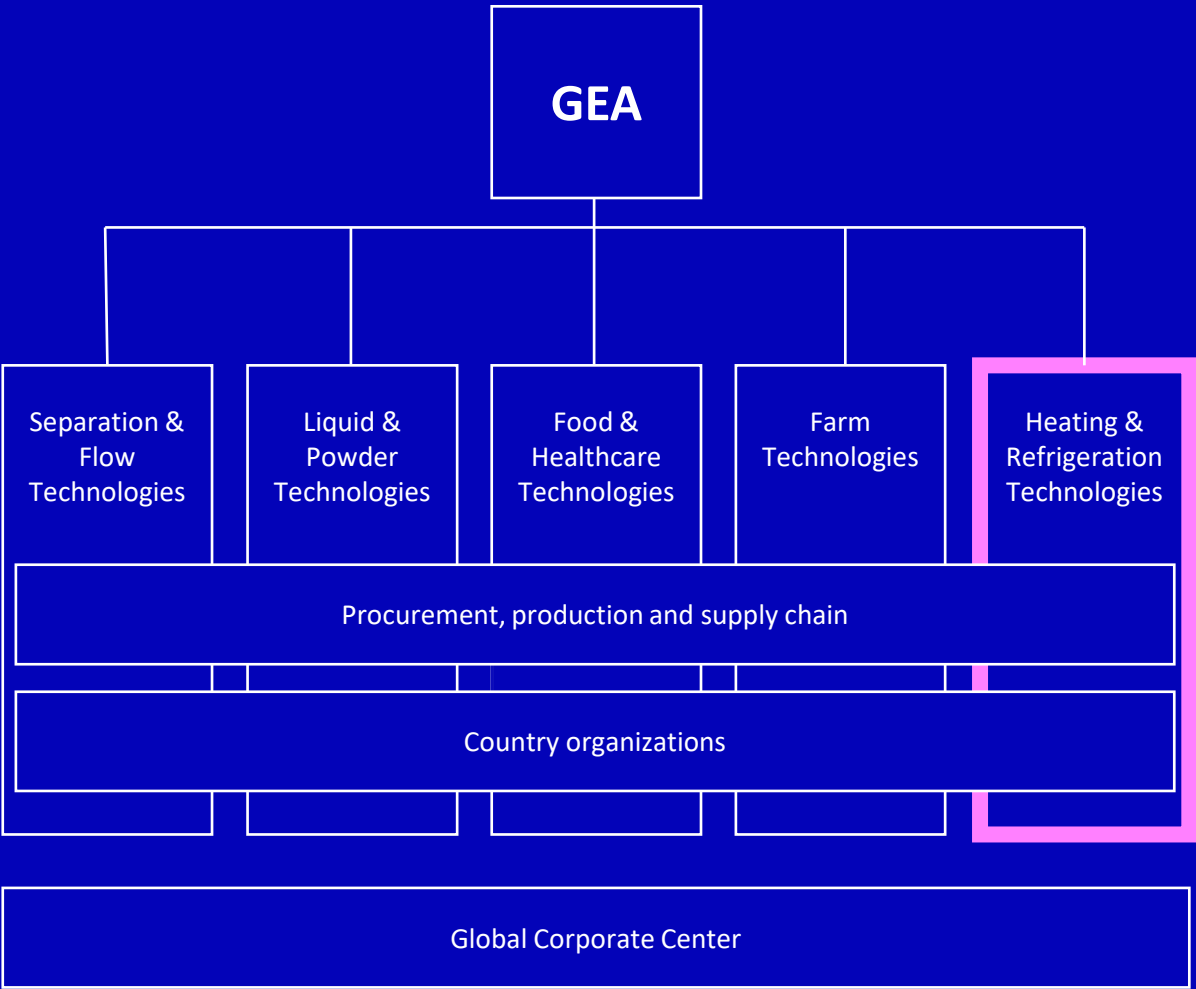 GEA
Separation &
Flow
Technologies
Liquid &
Powder
Technologies
Food &
Healthcare
Technologies
Farm
Technologies
Heating &
Refrigeration
Technologies
Procurement, production and supply chain
Country organizations
Global Corporate Center